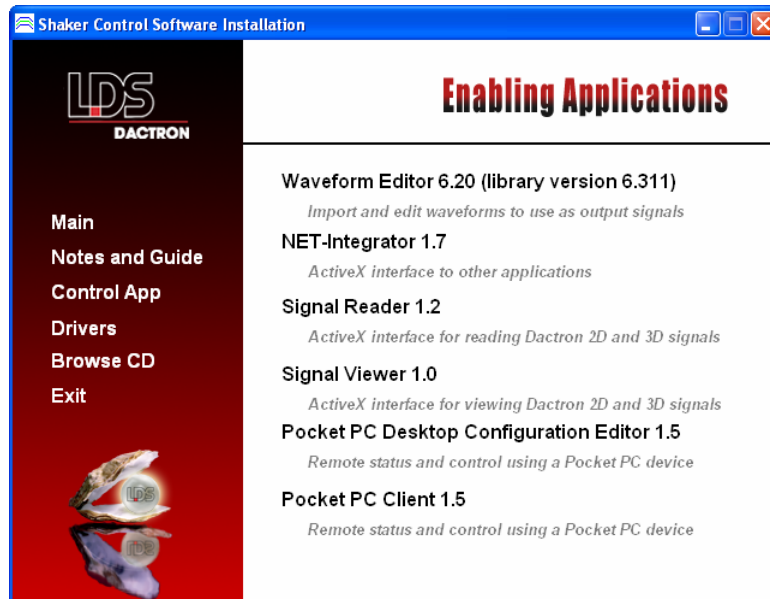 Shaker Control Software Installation
LDS
DACTRON
Enabling Applications
Main
Notes and Guide
Control App
Drivers
Browse CD
Exit
Waveform Editor 6.20 (library version 6.311)
Import and edit waveforms to use as output signals
NET-Integrator 1.7
ActiveX interface to other applications
Signal Reader 1.2
ActiveX interface for reading Dactron 2D and 3D signals
Signal Viewer 1.0
ActiveX interface for viewing Dactron 2D and 3D signals
Pocket PC Desktop Configuration Editor 1.5
Remote status and control using a Pocket PC device
Pocket PC Client 1.5
Remote status and control using a Pocket PC device
LDS